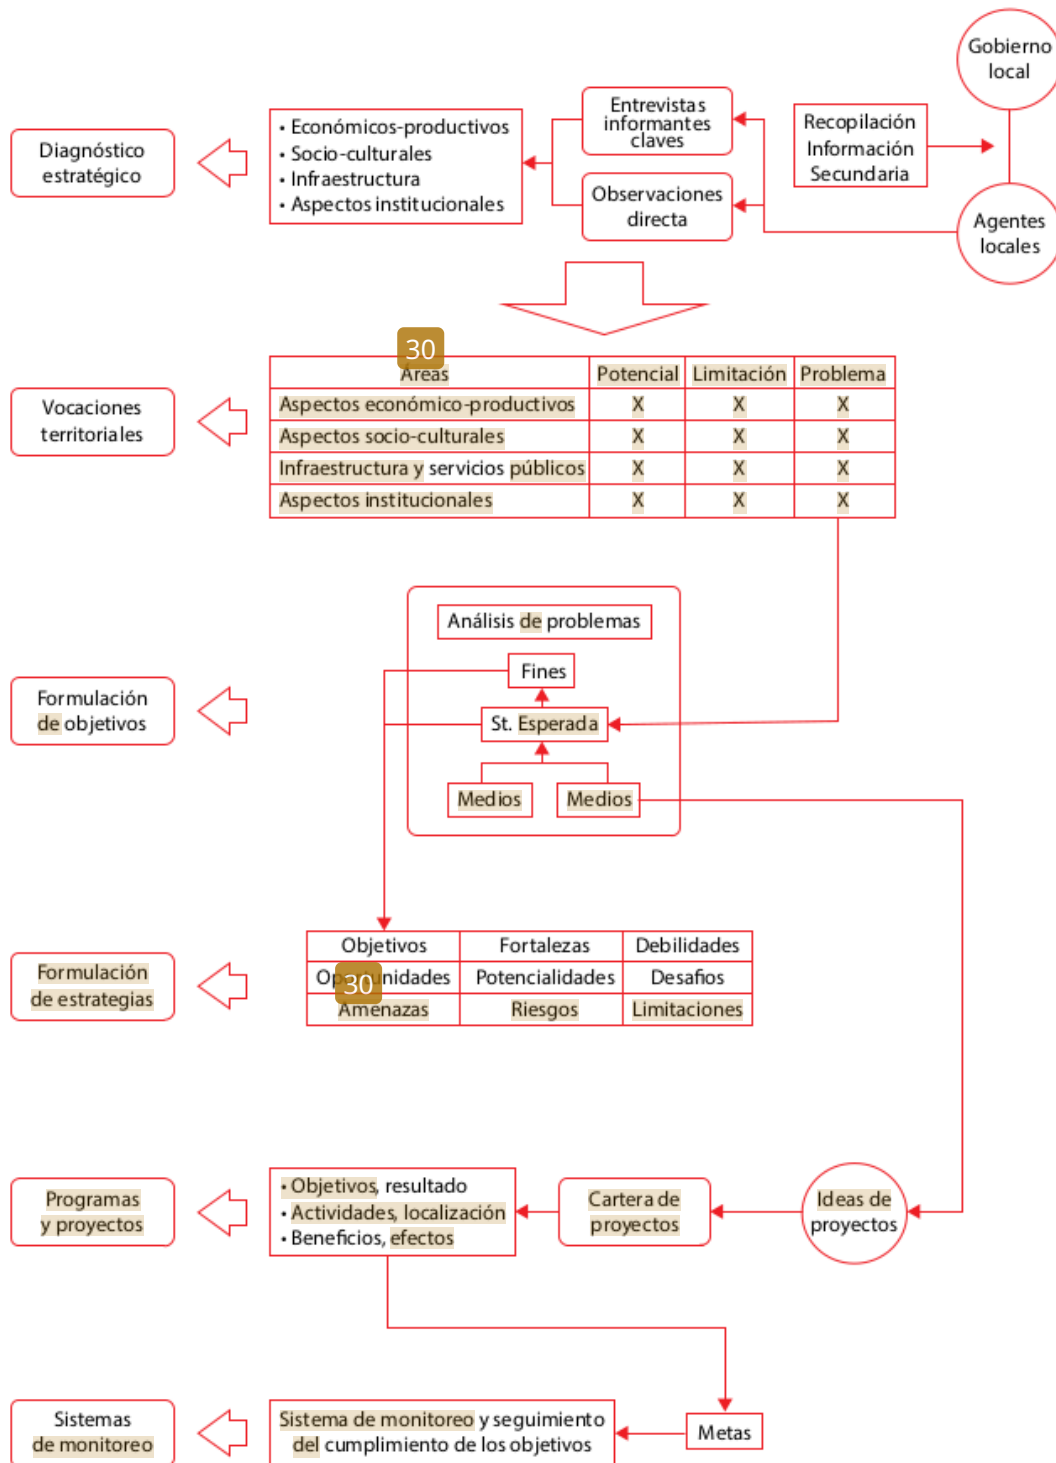 Gobierno
local
Recopilación
Información
Secundaria
Agentes
locales
Entrevistas
informantes
claves
Observaciones
directa
• Económicos-productivos
• Socio-culturales
• Infraestructura
• Aspectos institucionales
Diagnóstico
estratégico
30
Áreas Potencial Limitación Problema
Aspectos económico-productivos X X X
Aspectos socio-culturales X X X
Infraestructura y servicios públicos X X X
Aspectos institucionales X X X
Vocaciones
territoriales
Análisis de problemas
Fines
St. Esperada
Medios Medios
Formulación
de objetivos
Objetivos Fortalezas Debilidades
30
Oportunidades Potencialidades Desafios
Amenazas Riesgos Limitaciones
Formulación
de estrategias
Ideas de
proyectos
Cartera de
proyectos
• Objetivos, resultado
• Actividades, localización
• Beneficios, efectos
Programas
y proyectos
Metas
Sistema de monitoreo y seguimiento
del cumplimiento de los objetivos
Sistemas
de monitoreo